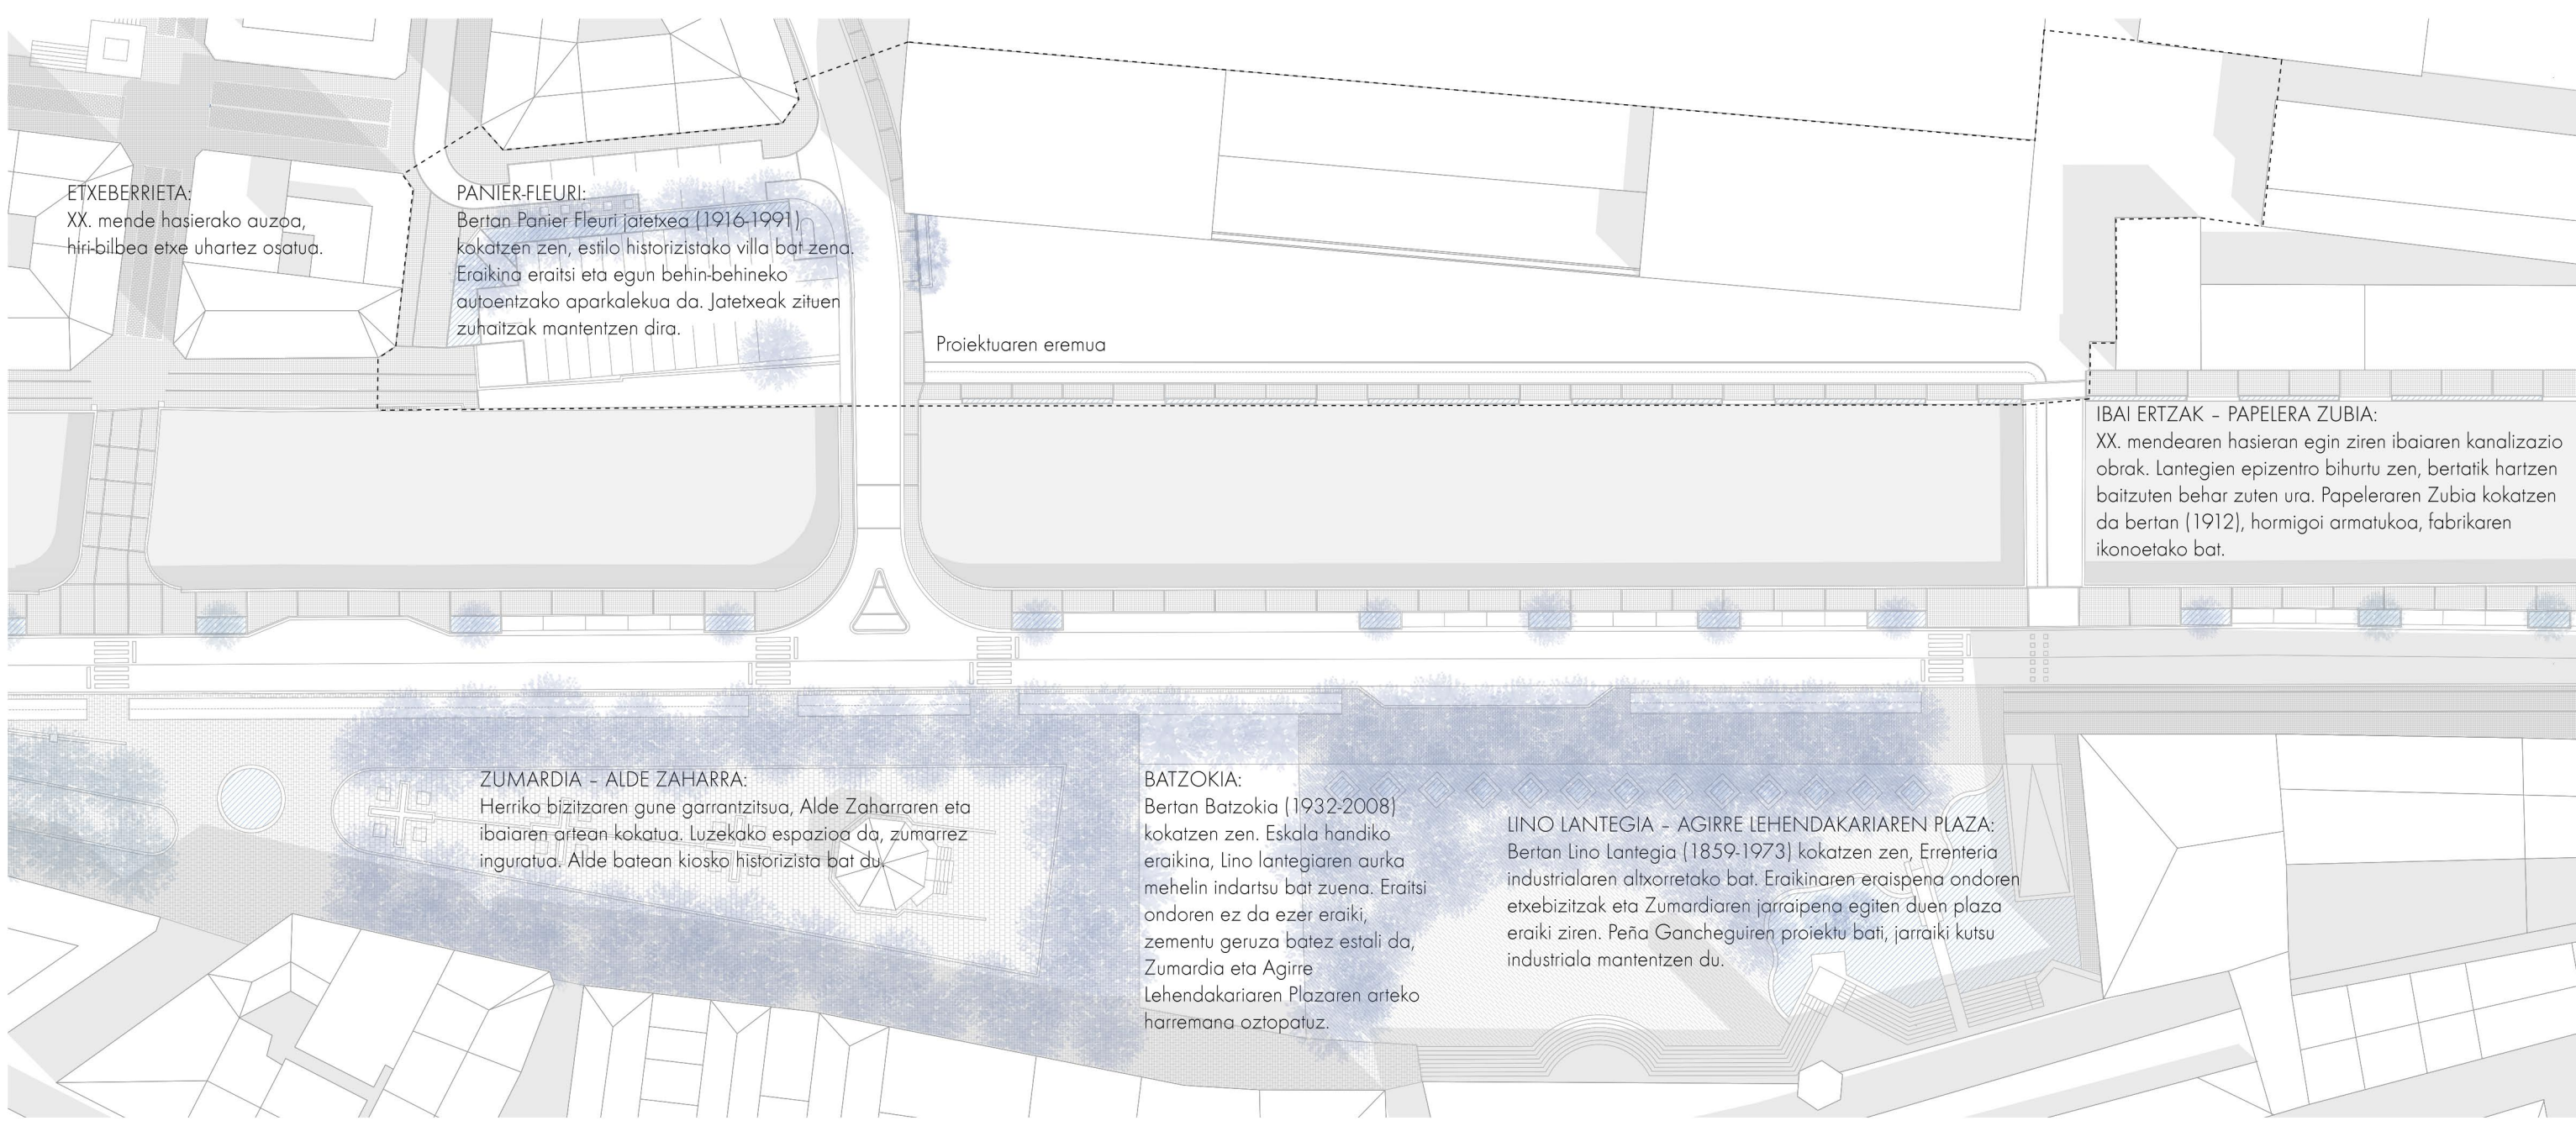 ETXEBERRIETA:
XX. mende hasierako auzoa,
hiri-bilbea etxe uhartez osatua.
PANIER-FLEURI:
Bertan Panier Fleuri jatetxea (1916-1991)
kokatzen zen, estilo historizistako villa bat zena.
Eraikina eraitsi eta egun behin-behineko
autoentzako aparkalekua da. Jatetxeak zituen
zuhaitzak mantentzen dira.
Proiektuaren eremua
IBAI ERTZAK – PAPELERA ZUBIA:
XX. mendearen hasieran egin ziren ibaiaren kanalizazio
obrak. Lantegien epizentro bihurtu zen, bertatik hartzen
baitzuten behar zuten ura. Papeleraren Zubia kokatzen
da bertan (1912), hormigoi armatukoa, fabrikaren
ikonoetako bat.
ZUMARDIA – ALDE ZAHARRA:
Herriko bizitzaren gune garrantzitsua, Alde Zaharraren eta
ibaiaren artean kokatua. Luzekako espazioa da, zumarrez
inguratua. Alde batean kiosko historizista bat du.
BATZOKIA:
Bertan Batzokia (1932-2008)
kokatzen zen. Eskala handiko
eraikina, Lino lantegiaren aurka
mehelin indartsu bat zuena. Eraitsi
ondoren ez da ezer eraiki,
zementu geruza batez estali da,
Zumardia eta Agirre
Lehendakariaren Plazaren arteko
harremana oztopatuz.
LINO LANTEGIA – AGIRRE LEHENDAKARIAREN PLAZA:
Bertan Lino Lantegia (1859-1973) kokatzen zen, Errenteria
industrialaren altxorretako bat. Eraikinaren eraispena ondoren
etxebizitzak eta Zumardiaren jarraipena egiten duen plaza
eraiki ziren. Peña Gancheguiren proiektu bati, jarraiki kutsu
industriala mantentzen du.